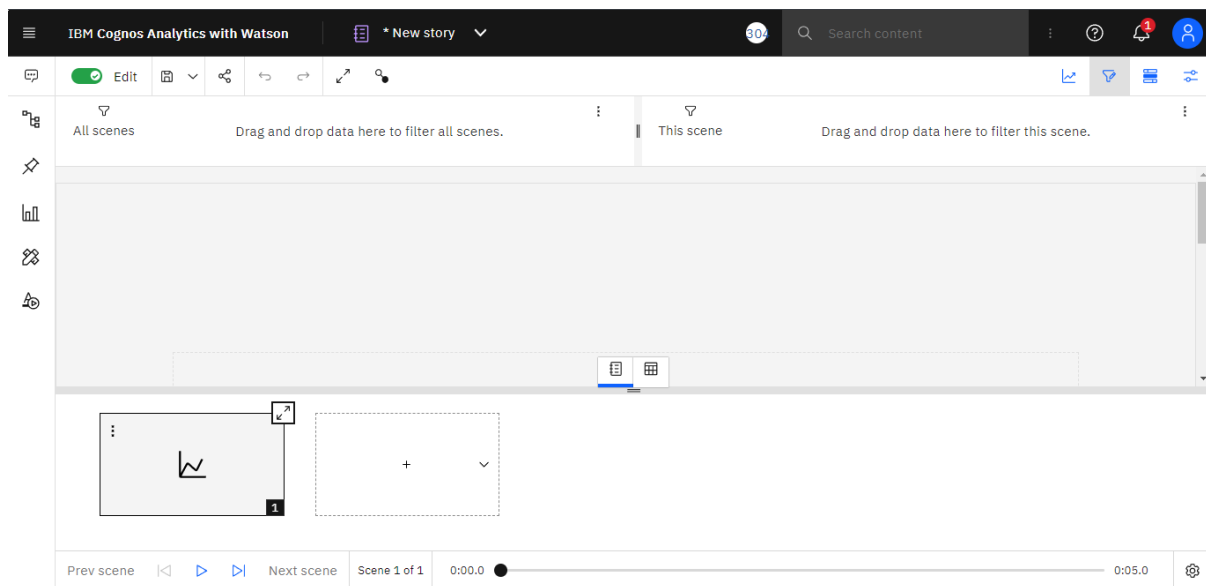 IBM Cognos Analytics with Watson
* New story
304
Search content
1
Edit
All scenes
Drag and drop data here to filter all scenes.
This scene
Drag and drop data here to filter this scene.
1
Prev scene
Next scene
Scene 1 of 1
0:00.0
0:05.0